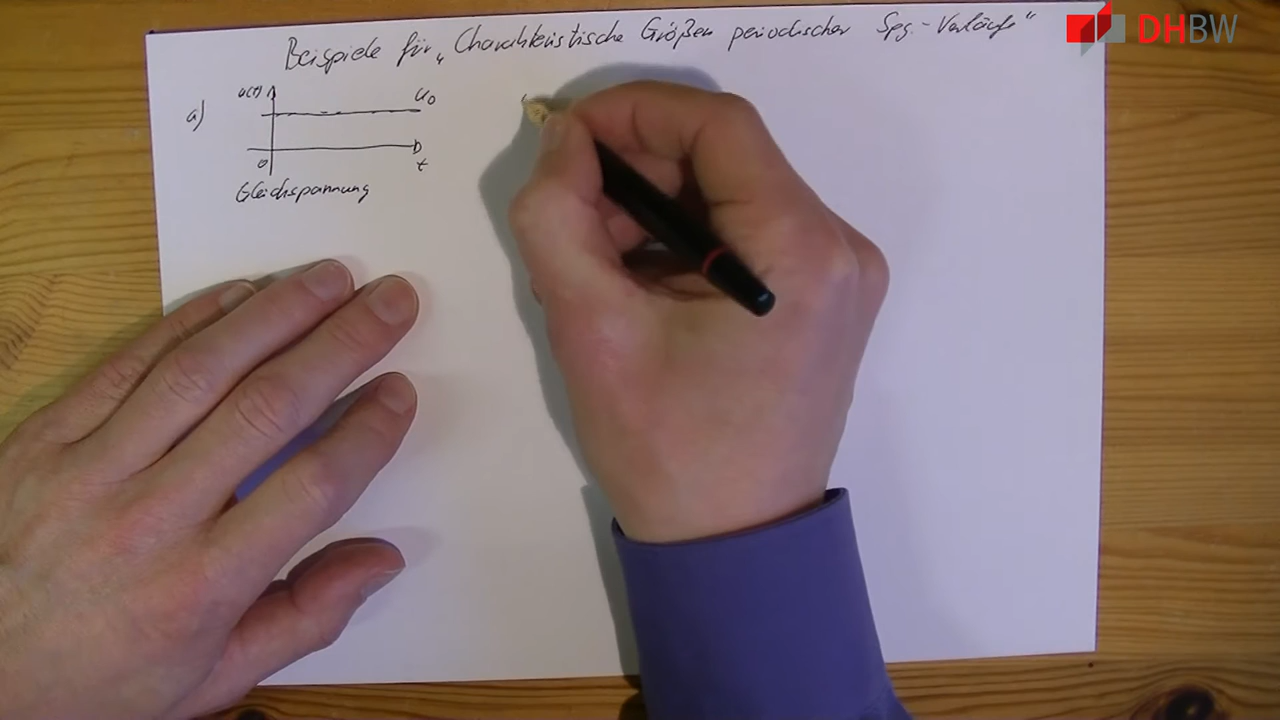 DHBW
Beispiele für „Charakteristische Größen periodischer Spg.-Verläufe“
a)
u(t)
U0
0
t
Gleichspannung